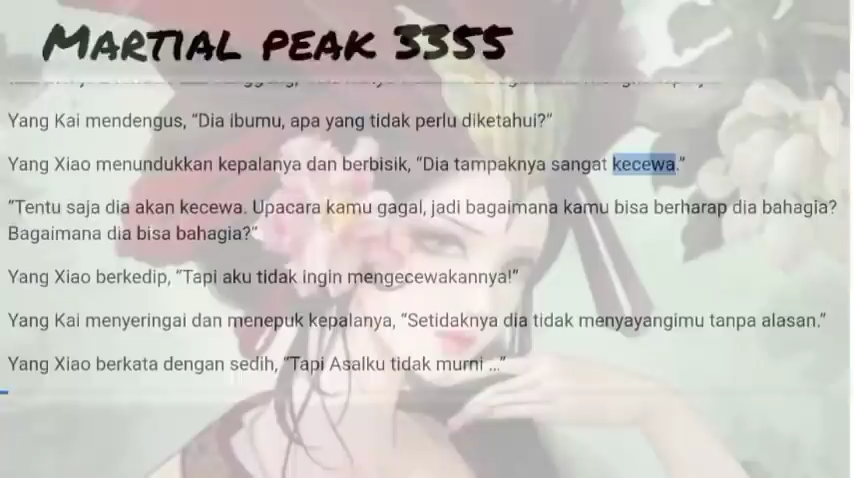 MARTIAL PEAK 3355
Yang Kai mendengus, “Dia ibumu, apa yang tidak perlu diketahui?”
Yang Xiao menundukkan kepalanya dan berbisik, “Dia tampaknya sangat kecewa.”
“Tentu saja dia akan kecewa. Upacara kamu gagal, jadi bagaimana kamu bisa berharap dia bahagia?
Bagaimana dia bisa bahagia?”
Yang Xiao berkedip, “Tapi aku tidak ingin mengecewakannya!”
Yang Kai menyeringai dan menepuk kepalanya, “Setidaknya dia tidak menyayangimu tanpa alasan.”
Yang Xiao berkata dengan sedih, “Tapi Asalku tidak murni ...”